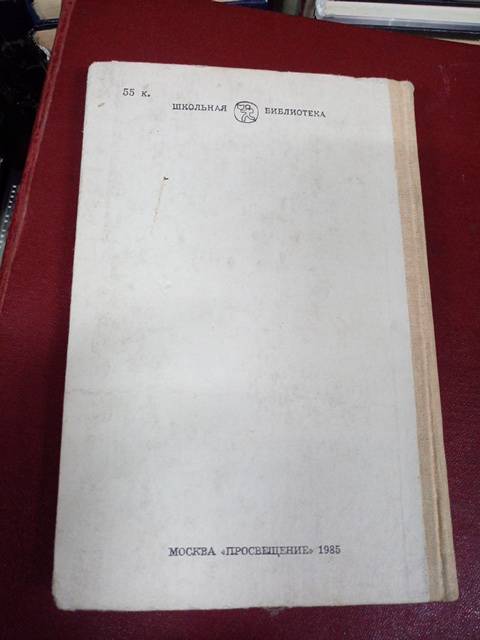 55 к.
ШКОЛЬНАЯ БИБЛИОТЕКА
МОСКВА «ПРОСВЕЩЕНИЕ» 1985